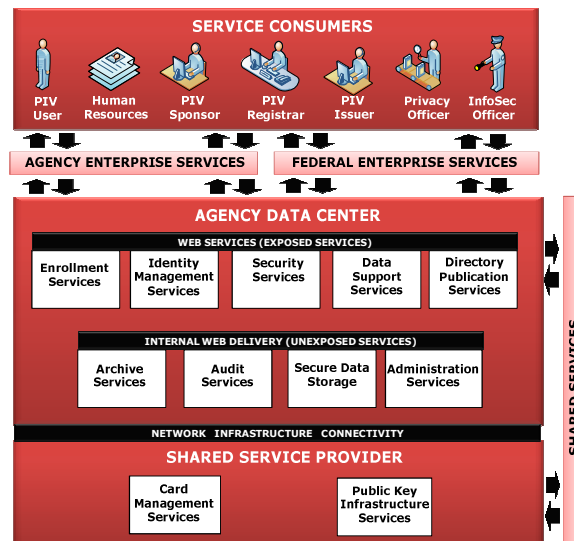 SERVICE CONSUMERS
PIV User
Human Resources
PIV Sponsor
PIV Registrar
PIV Issuer
Privacy Officer
InfoSec Officer
AGENCY ENTERPRISE SERVICES
FEDERAL ENTERPRISE SERVICES
AGENCY DATA CENTER
WEB SERVICES (EXPOSED SERVICES)
Enrollment Services
Identity Management Services
Security Services
Data Support Services
Directory Publication Services
INTERNAL WEB DELIVERY (UNEXPOSED SERVICES)
Archive Services
Audit Services
Secure Data Storage
Administration Services
NETWORK INFRASTRUCTURE CONNECTIVITY
SHARED SERVICE PROVIDER
Card Management Services
Public Key Infrastructure Services
SHARED SERVICES